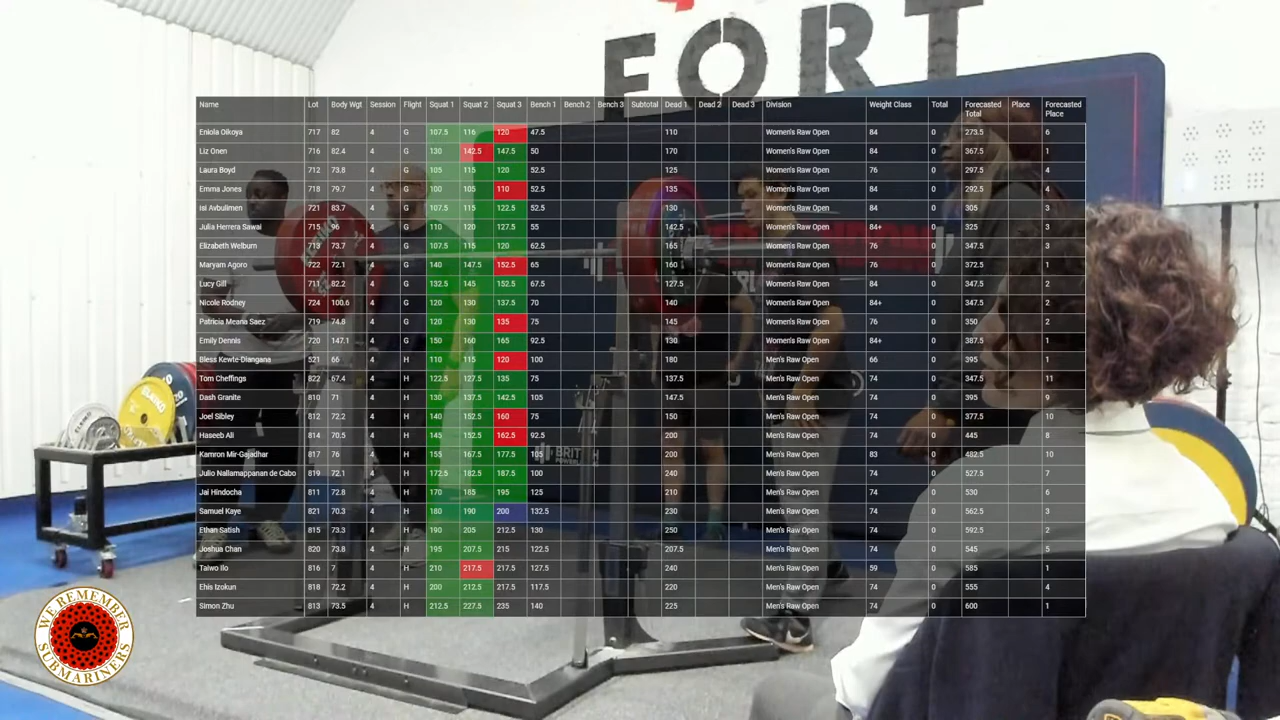 FORT
Name Lot Body Wgt Session Flight Squat 1 Squat 2 Squat 3 Bench 1 Bench 2 Bench 3 Subtotal Dead 1 Dead 2 Dead 3 Division Weight Class Total Forecasted Total Place Forecasted Place
Eniola Oikoya 717 82 4 G 107.5 116 120 47.5 110 Women's Raw Open 84 0 273.5 6
Liz Onen 716 82.4 4 G 130 142.5 147.5 50 170 Women's Raw Open 84 0 367.5 1
Laura Boyd 712 73.8 4 G 105 115 120 52.5 125 Women's Raw Open 76 0 297.5 4
Emma Jones 718 79.7 4 G 100 105 110 52.5 135 Women's Raw Open 84 0 292.5 4
Isi Avbulimen 721 83.7 4 G 107.5 115 122.5 52.5 130 Women's Raw Open 84 0 305 3
Julia Herrera Sawai 715 96 4 G 110 120 127.5 55 142.5 Women's Raw Open 84+ 0 325 3
Elizabeth Welburn 713 73.7 4 G 107.5 115 120 62.5 165 Women's Raw Open 76 0 347.5 3
Maryam Agoro 722 72.1 4 G 140 147.5 152.5 65 160 Women's Raw Open 76 0 372.5 1
Lucy Gill 711 82.2 4 G 132.5 145 152.5 67.5 127.5 Women's Raw Open 84 0 347.5 2
Nicole Rodney 724 100.6 4 G 120 130 137.5 70 140 Women's Raw Open 84+ 0 347.5 2
Patricia Meana Saez 719 74.8 4 G 120 130 135 75 145 Women's Raw Open 76 0 350 2
Emily Dennis 720 147.1 4 G 150 160 165 92.5 130 Women's Raw Open 84+ 0 387.5 1
Bless Kewte-Diangana 521 66 4 H 110 115 120 100 180 Men's Raw Open 66 0 395 1
Tom Cheffings 822 67.4 4 H 122.5 127.5 135 75 137.5 Men's Raw Open 74 0 347.5 11
Dash Granite 810 71 4 H 130 137.5 142.5 105 147.5 Men's Raw Open 74 0 395 9
Joel Sibley 812 72.2 4 H 140 152.5 160 75 150 Men's Raw Open 74 0 377.5 10
Haseeb Ali 814 70.5 4 H 145 152.5 162.5 92.5 200 Men's Raw Open 74 0 445 8
Kamron Mir-Gajadhar 817 76 4 H 155 167.5 177.5 105 200 Men's Raw Open 83 0 482.5 10
Julio Nallamappanan de Cabo 819 72.1 4 H 172.5 182.5 187.5 100 240 Men's Raw Open 74 0 527.5 7
Jai Hindocha 811 72.8 4 H 170 185 195 125 210 Men's Raw Open 74 0 530 6
Samuel Kaye 821 70.3 4 H 180 190 200 132.5 230 Men's Raw Open 74 0 562.5 3
Ethan Satish 815 73.3 4 H 190 205 212.5 130 250 Men's Raw Open 74 0 592.5 2
Joshua Chan 820 73.8 4 H 195 207.5 215 122.5 207.5 Men's Raw Open 74 0 545 5
Taiwo Ilo 816 7 4 H 210 217.5 217.5 127.5 240 Men's Raw Open 59 0 585 1
Ehis Izokun 818 72.2 4 H 200 212.5 217.5 117.5 220 Men's Raw Open 74 0 555 4
Simon Zhu 813 73.5 4 H 212.5 227.5 235 140 225 Men's Raw Open 74 0 600 1
WE REMEMBER
SUBMARINERS